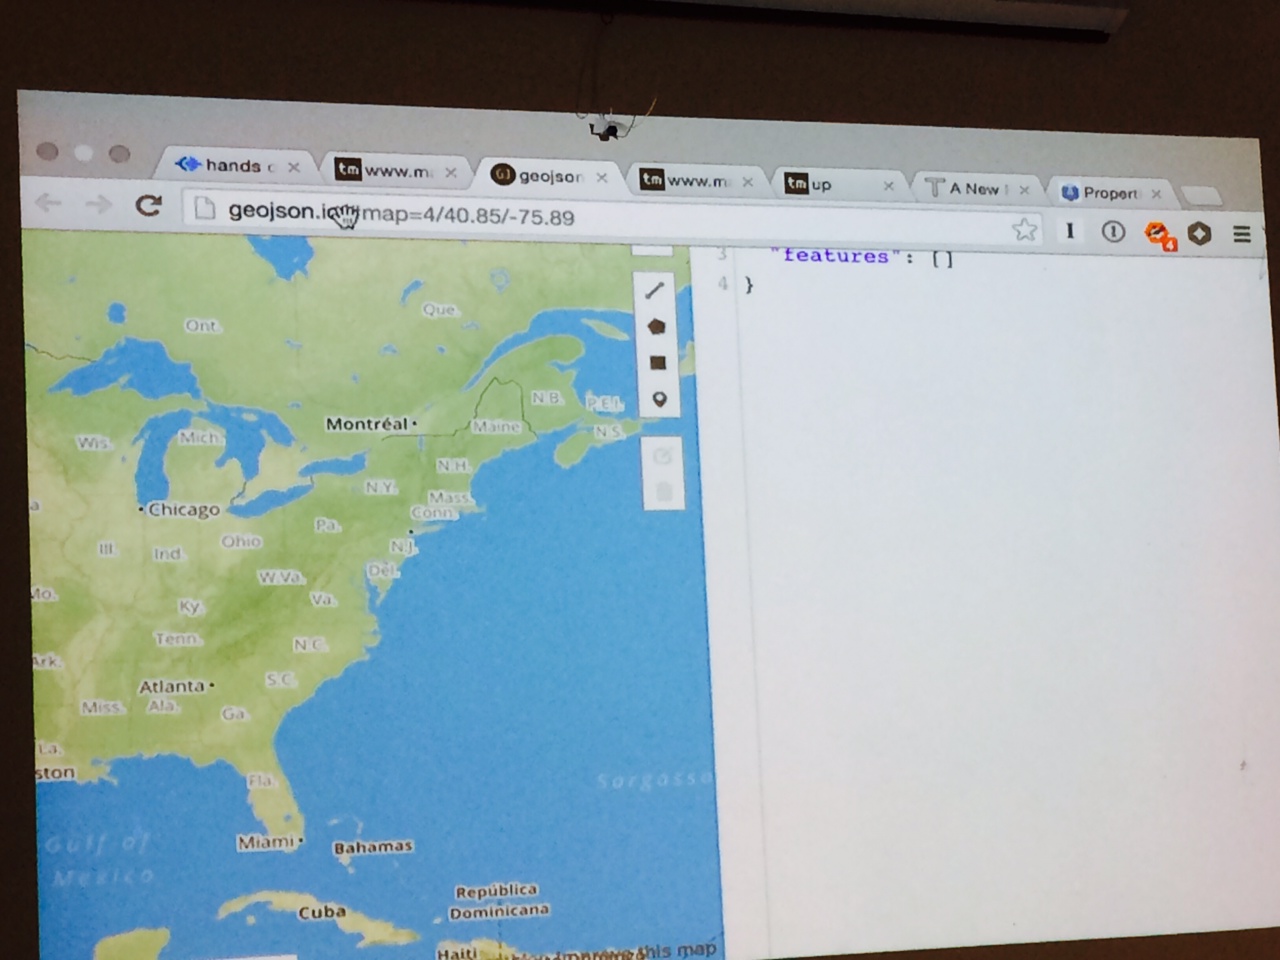 hands
tm www.m
GJ geojson
tm www.m
tm up
A New
Propert
geojson.io
map=4/40.85/-75.89
4
3 "features": []
4 }
Ont.
Que.
N.B.
P.E.I.
Montréal
Maine
N.S.
Wis.
Mich.
N.H.
N.Y.
Mass.
Chicago
Conn.
Pa.
Ill.
Ind.
Ohio
N.J.
Del.
W.Va.
Mo.
Ky.
Va.
Tenn.
N.C.
Ark.
Atlanta
S.C.
Miss.
Ala.
Ga.
La.
ston
Fla.
Sargasso
Miami
Bahamas
Gulf of
Mexico
República
Dominicana
Cuba
Haiti
this map